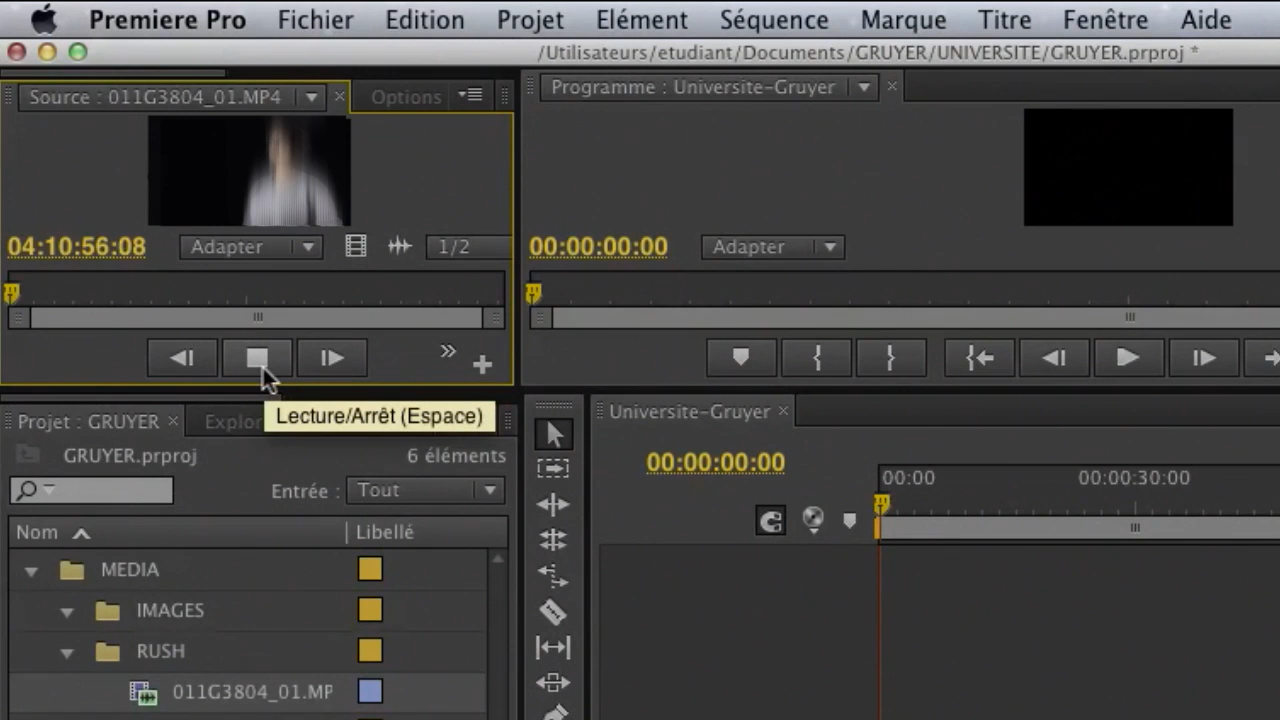 Premiere Pro Fichier Edition Projet Elément Séquence Marque Titre Fenêtre Aide
/Utilisateurs/etudiant/Documents/GRUYER/UNIVERSITE/GRUYER.prproj *
Source : 011G3804_01.MP4 Options
Programme : Universite-Gruyer
04:10:56:08 Adapter 1/2
00:00:00:00 Adapter
Lecture/Arrêt (Espace)
Projet : GRUYER Explor
GRUYER.prproj 6 éléments
Entrée : Tout
Nom Libellé
MEDIA
IMAGES
RUSH
011G3804_01.MP
Universite-Gruyer
00:00:00:00
00:00 00:00:30:00